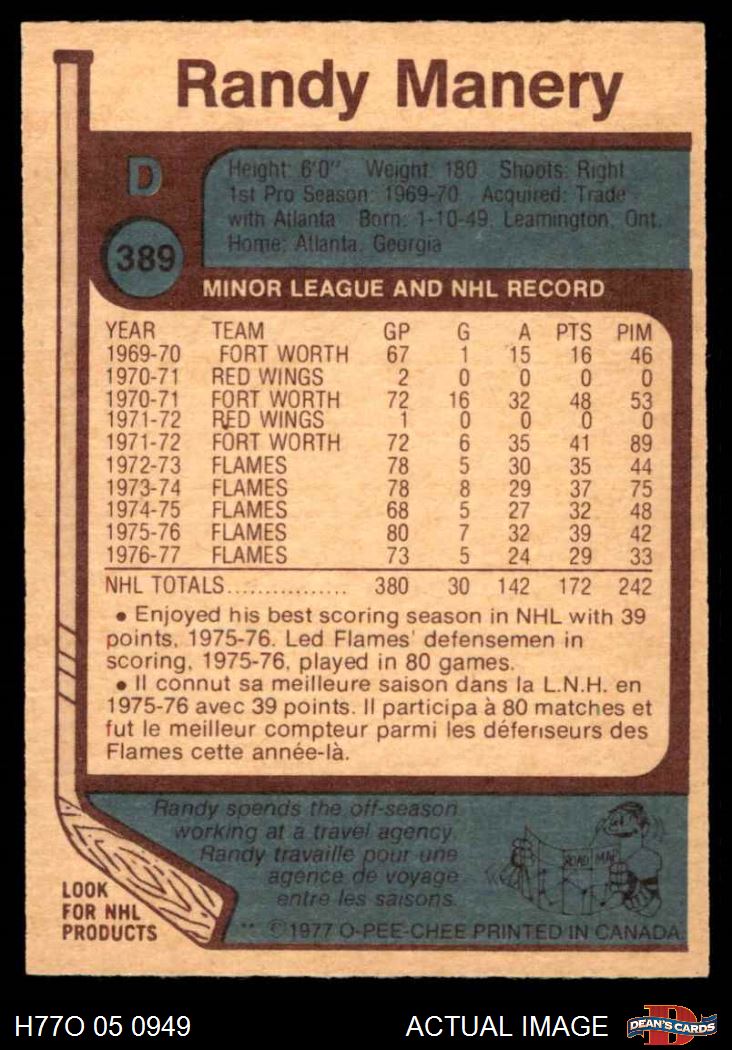 Randy Manery
D
Height: 6'0" Weight: 180 Shoots: Right
1st Pro Season: 1969-70 Acquired: Trade
with Atlanta Born: 1-10-49, Leamington, Ont.
Home: Atlanta, Georgia
389
MINOR LEAGUE AND NHL RECORD
YEAR TEAM GP G A PTS PIM
1969-70 FORT WORTH 67 1 15 16 46
1970-71 RED WINGS 2 0 0 0 0
1970-71 FORT WORTH 72 16 32 48 53
1971-72 RED WINGS 1 0 0 0 0
1971-72 FORT WORTH 72 6 35 41 89
1972-73 FLAMES 78 5 30 35 44
1973-74 FLAMES 78 8 29 37 75
1974-75 FLAMES 68 5 27 32 48
1975-76 FLAMES 80 7 32 39 42
1976-77 FLAMES 73 5 24 29 33
NHL TOTALS................ 380 30 142 172 242
• Enjoyed his best scoring season in NHL with 39
points, 1975-76. Led Flames' defensemen in
scoring, 1975-76, played in 80 games.
• Il connut sa meilleure saison dans la L.N.H. en
1975-76 avec 39 points. Il participa à 80 matches et
fut le meilleur compteur parmi les défenseurs des
Flames cette année-là.
Randy spends the off-season
working at a travel agency.
Randy travaille pour une
agence de voyage
entre les saisons.
ROAD MAP
LOOK
FOR NHL
PRODUCTS
** ©1977 O-PEE-CHEE PRINTED IN CANADA
H77O 05 0949
ACTUAL IMAGE
D
DEAN'S CARDS